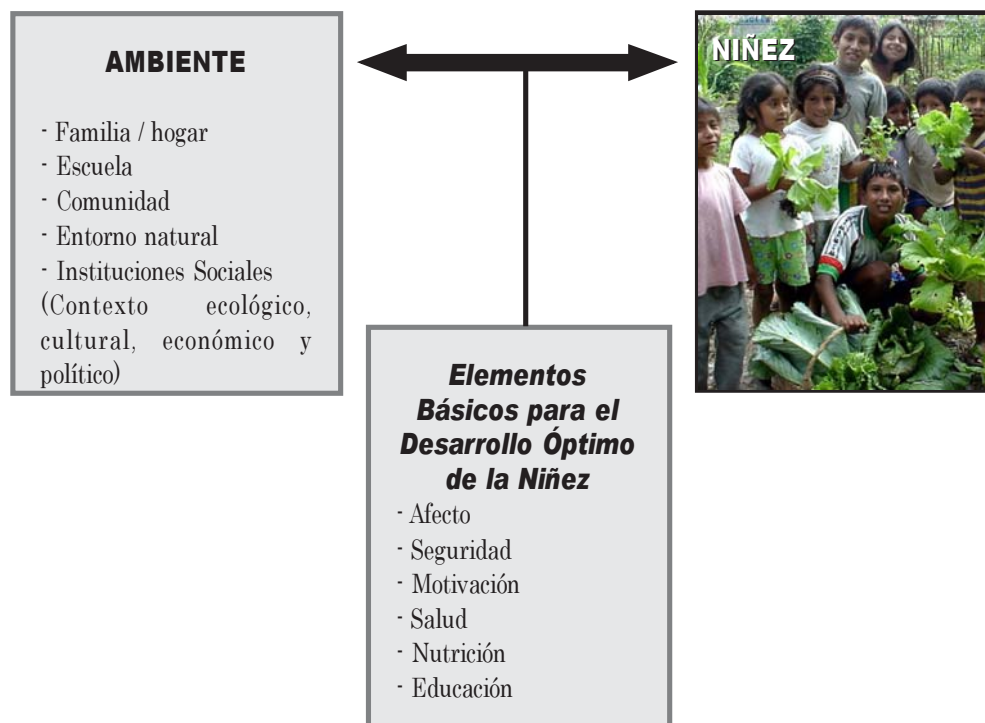 AMBIENTE
- Familia / hogar
- Escuela
- Comunidad
- Entorno natural
- Instituciones Sociales
(Contexto ecológico,
cultural, económico y
político)
NIÑEZ
Elementos
Básicos para el
Desarrollo Óptimo
de la Niñez
- Afecto
- Seguridad
- Motivación
- Salud
- Nutrición
- Educación